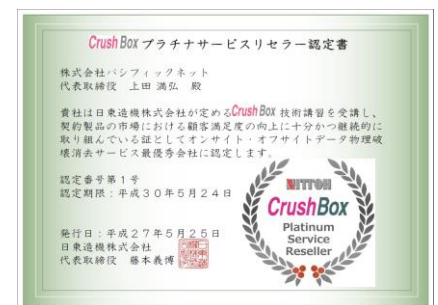 CrushBox プラチナサービスリセラー認定書
株式会社パシフィックネット
代表取締役 上田 満弘 殿
貴社は日東造機株式会社が定めるCrushBox 技術講習を受講し、
契約製品の市場における顧客満足度の向上に十分かつ継続的に
取り組んでいる証としてオンサイト・オフサイトデータ物理破
壊消去サービス最優秀会社に認定します。
認定番号第１号
認定期限：平成３０年５月２４日
発行日：平成２７年５月２５日
日東造機株式会社
代表取締役 藤本義博
NITTOH
CrushBox
Platinum
Service
Reseller